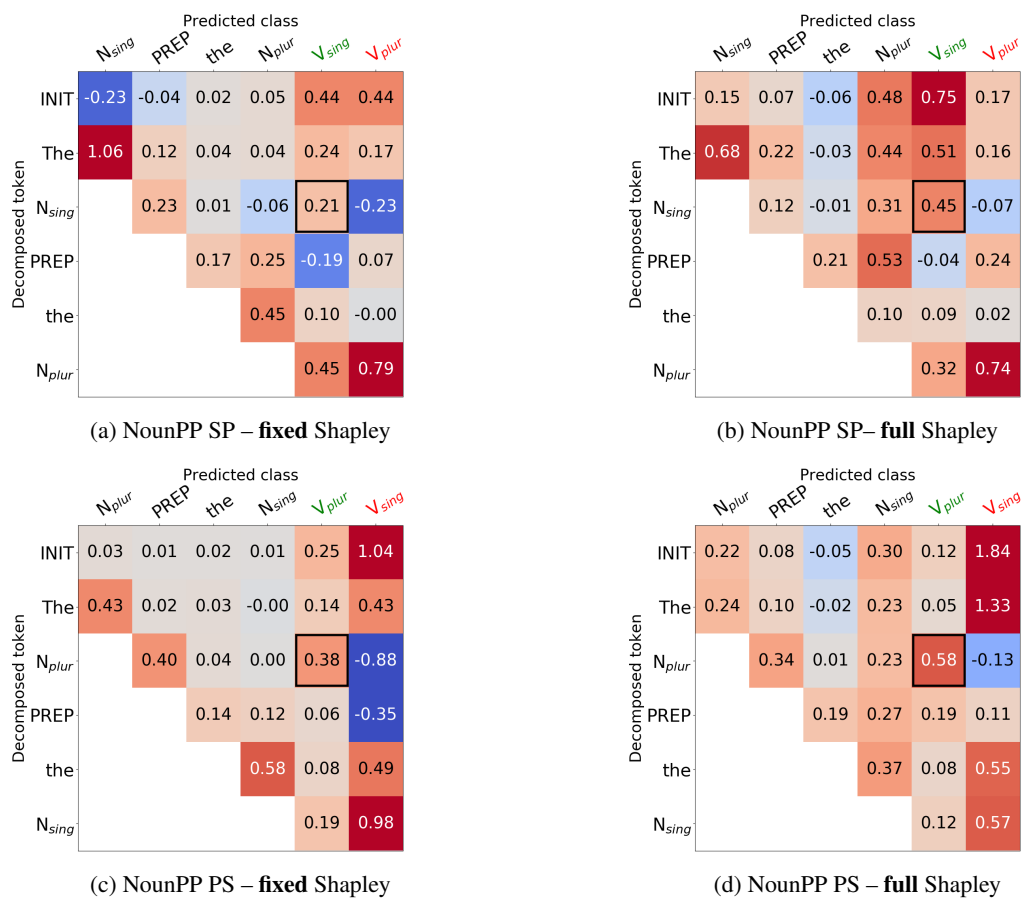 Predicted class
N_sing PREP the N_plur V_sing V_plur
Decomposed token
INIT -0.23 -0.04 0.02 0.05 0.44 0.44
The 1.06 0.12 0.04 0.04 0.24 0.17
N_sing 0.23 0.01 -0.06 0.21 -0.23
PREP 0.17 0.25 -0.19 0.07
the 0.45 0.10 -0.00
N_plur 0.45 0.79
(a) NounPP SP – fixed Shapley
Predicted class
N_sing PREP the N_plur V_sing V_plur
Decomposed token
INIT 0.15 0.07 -0.06 0.48 0.75 0.17
The 0.68 0.22 -0.03 0.44 0.51 0.16
N_sing 0.12 -0.01 0.31 0.45 -0.07
PREP 0.21 0.53 -0.04 0.24
the 0.10 0.09 0.02
N_plur 0.32 0.74
(b) NounPP SP– full Shapley
Predicted class
N_plur PREP the N_sing V_plur V_sing
Decomposed token
INIT 0.03 0.01 0.02 0.01 0.25 1.04
The 0.43 0.02 0.03 -0.00 0.14 0.43
N_plur 0.40 0.04 0.00 0.38 -0.88
PREP 0.14 0.12 0.06 -0.35
the 0.58 0.08 0.49
N_sing 0.19 0.98
(c) NounPP PS – fixed Shapley
Predicted class
N_plur PREP the N_sing V_plur V_sing
Decomposed token
INIT 0.22 0.08 -0.05 0.30 0.12 1.84
The 0.24 0.10 -0.02 0.23 0.05 1.33
N_plur 0.34 0.01 0.23 0.58 -0.13
PREP 0.19 0.27 0.19 0.11
the 0.37 0.08 0.55
N_sing 0.12 0.57
(d) NounPP PS – full Shapley